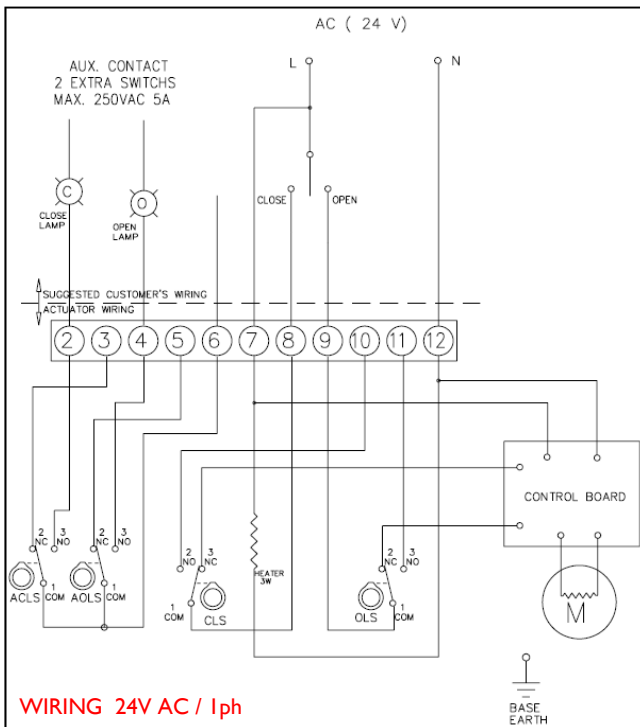 AC ( 24 V)
L
N
AUX. CONTACT
2 EXTRA SWITCHS
MAX. 250VAC 5A
C
CLOSE
LAMP
O
OPEN
LAMP
CLOSE
OPEN
SUGGESTED CUSTOMER'S WIRING
ACTUATOR WIRING
2 3 4 5 6 7 8 9 10 11 12
CONTROL BOARD
2 NC
3 NO
1 COM
ACLS
2 NC
3 NO
1 COM
AOLS
2 NO
3 NC
1 COM
CLS
HEATER
3W
2 NC
3 NO
1 COM
OLS
M
BASE
EARTH
WIRING 24V AC / 1ph